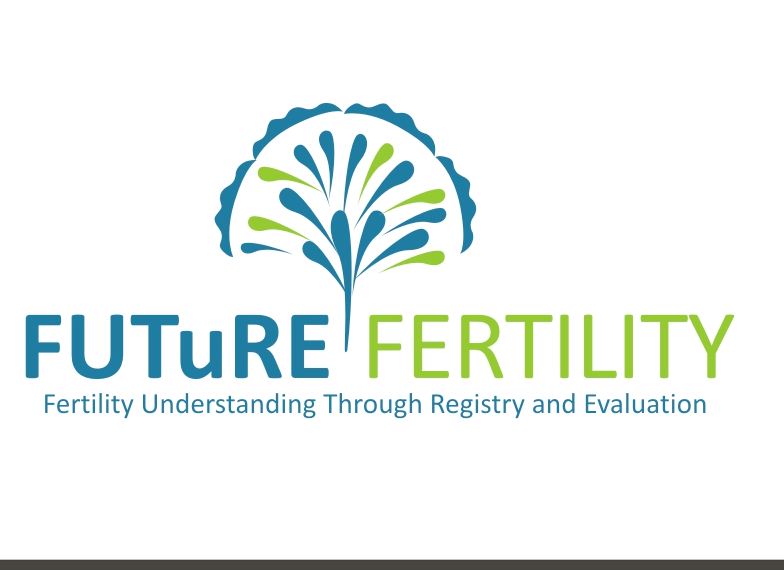 FUTuRE FERTILITY
Fertility Understanding Through Registry and Evaluation